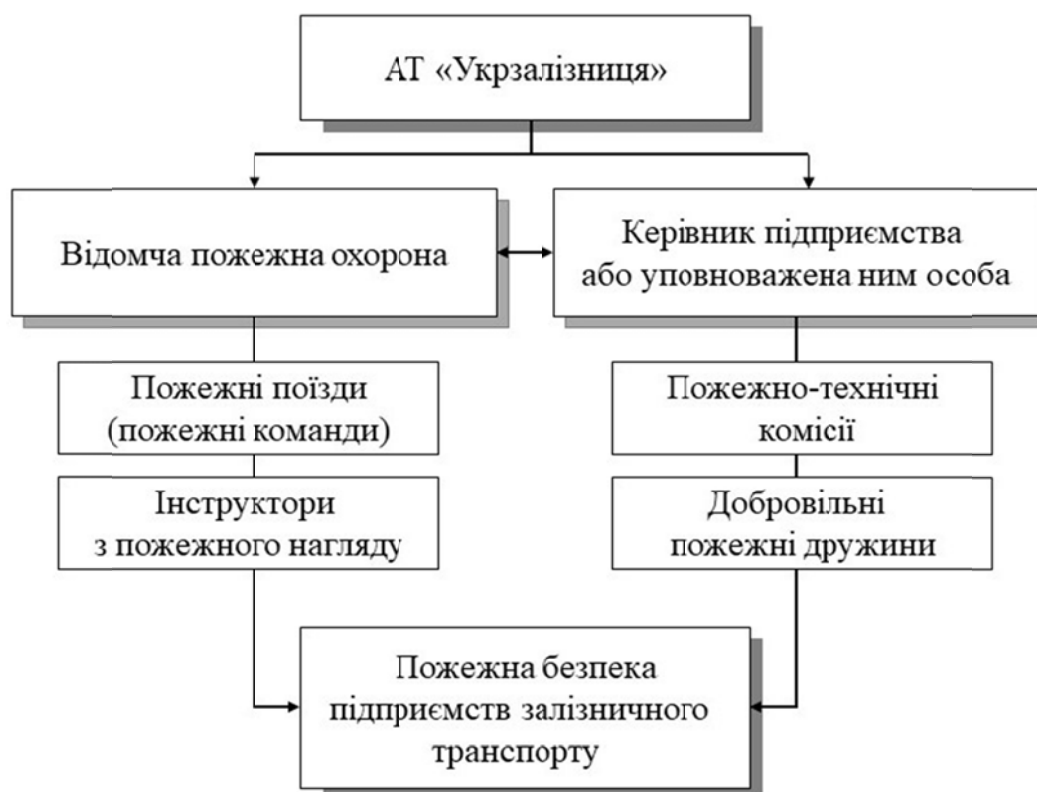 АТ «Укрзалізниця»
Відомча пожежна охорона
Керівник підприємства
або уповноважена ним особа
Пожежні поїзди
(пожежні команди)
Пожежно-технічні
комісії
Інструктори
з пожежного нагляду
Добровільні
пожежні дружини
Пожежна безпека
підприємств залізничного
транспорту